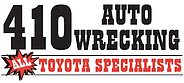 410 AUTO
WRECKING
ALL TOYOTA SPECIALISTS